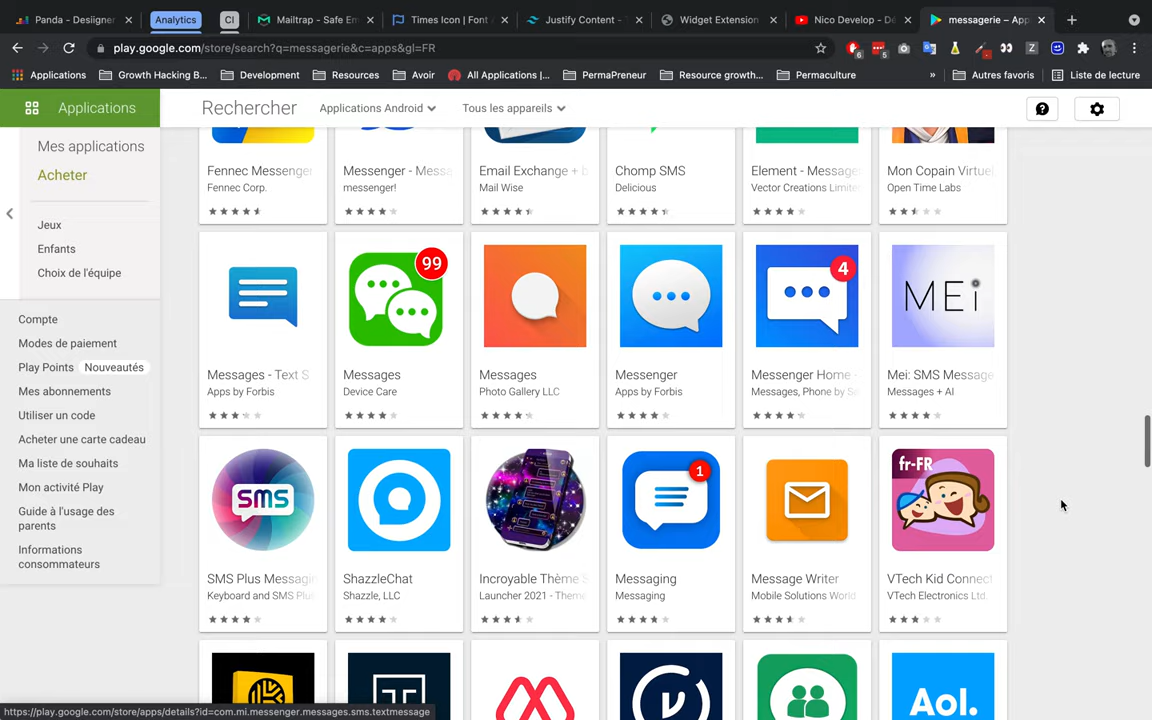 Panda - Desiigner
Analytics
CI
Mailtrap - Safe Em
Times Icon | Font
Justify Content -
Widget Extension
Nico Develop - De
messagerie – App
play.google.com/store/search?q=messagerie&c=apps&gl=FR
6
5
Z
Applications
Growth Hacking B...
Development
Resources
Avoir
All Applications |...
PermaPreneur
Resource growth...
Permaculture
»
Autres favoris
Liste de lecture
Applications
Rechercher
Applications Android
Tous les appareils
Mes applications
Acheter
Jeux
Enfants
Choix de l'équipe
Compte
Modes de paiement
Play Points
Nouveautés
Mes abonnements
Utiliser un code
Acheter une carte cadeau
Ma liste de souhaits
Mon activité Play
Guide à l'usage des
parents
Informations
consommateurs
Fennec Messenger
Fennec Corp.
Messenger - Messa
messenger!
Email Exchange + b
Mail Wise
Chomp SMS
Delicious
Element - Message
Vector Creations Limite
Mon Copain Virtuel
Open Time Labs
99
4
MEi
Messages - Text S
Apps by Forbis
Messages
Device Care
Messages
Photo Gallery LLC
Messenger
Apps by Forbis
Messenger Home -
Messages, Phone by Sa
Mei: SMS Message
Messages + AI
SMS
1
fr-FR
SMS Plus Messagin
Keyboard and SMS Plus
ShazzleChat
Shazzle, LLC
Incroyable Thème S
Launcher 2021 - Theme
Messaging
Messaging
Message Writer
Mobile Solutions World
VTech Kid Connect
VTech Electronics Ltd.
Aol.
https://play.google.com/store/apps/details?id=com.mi.messenger.messages.sms.textmessage